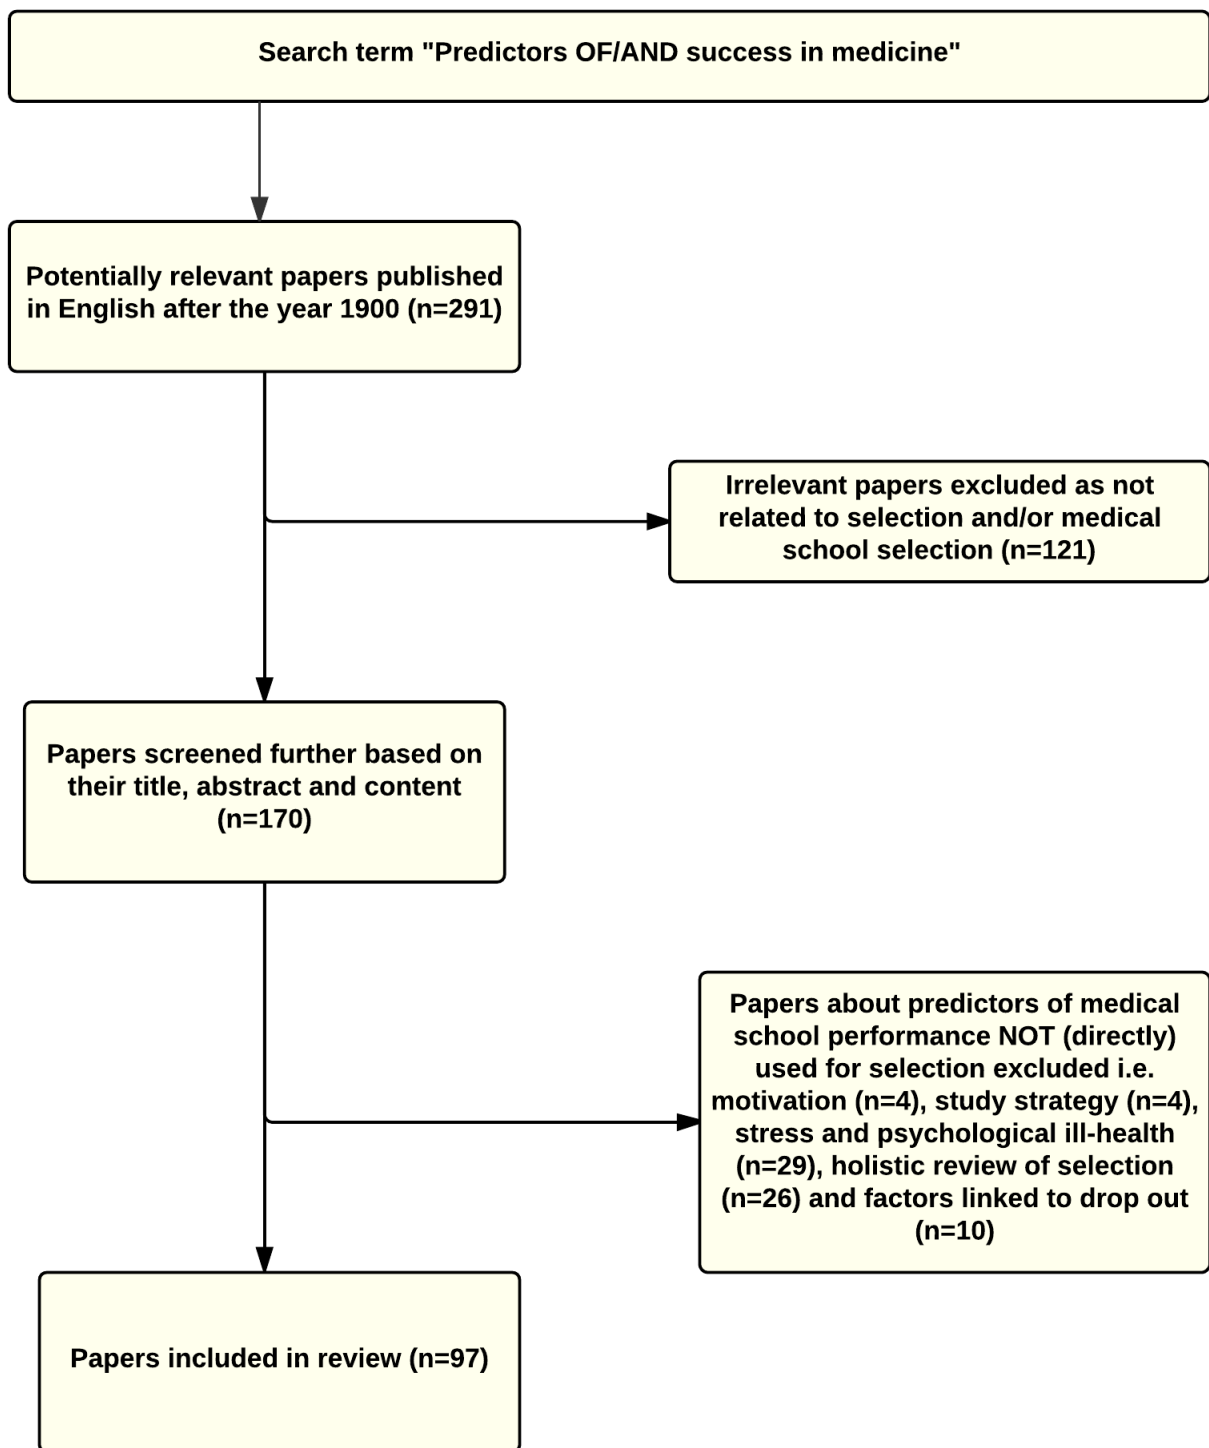 Search term "Predictors OF/AND success in medicine"
Potentially relevant papers published
in English after the year 1900 (n=291)
Irrelevant papers excluded as not
related to selection and/or medical
school selection (n=121)
Papers screened further based on
their title, abstract and content
(n=170)
Papers about predictors of medical
school performance NOT (directly)
used for selection excluded i.e.
motivation (n=4), study strategy (n=4),
stress and psychological ill-health
(n=29), holistic review of selection
(n=26) and factors linked to drop out
(n=10)
Papers included in review (n=97)